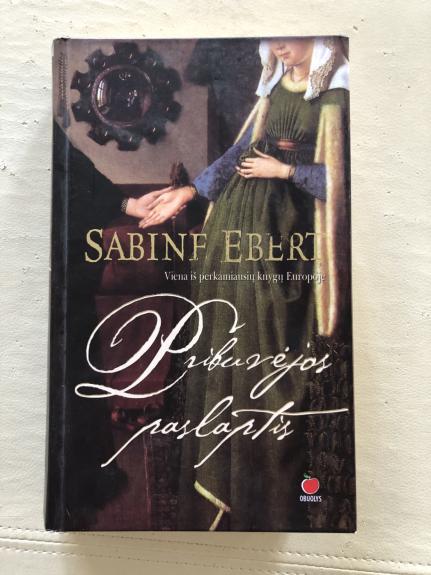 SABINE EBERT
Viena iš perkamiausių knygų Europoje
Pribuvėjos
paslaptis
OBUOLYS